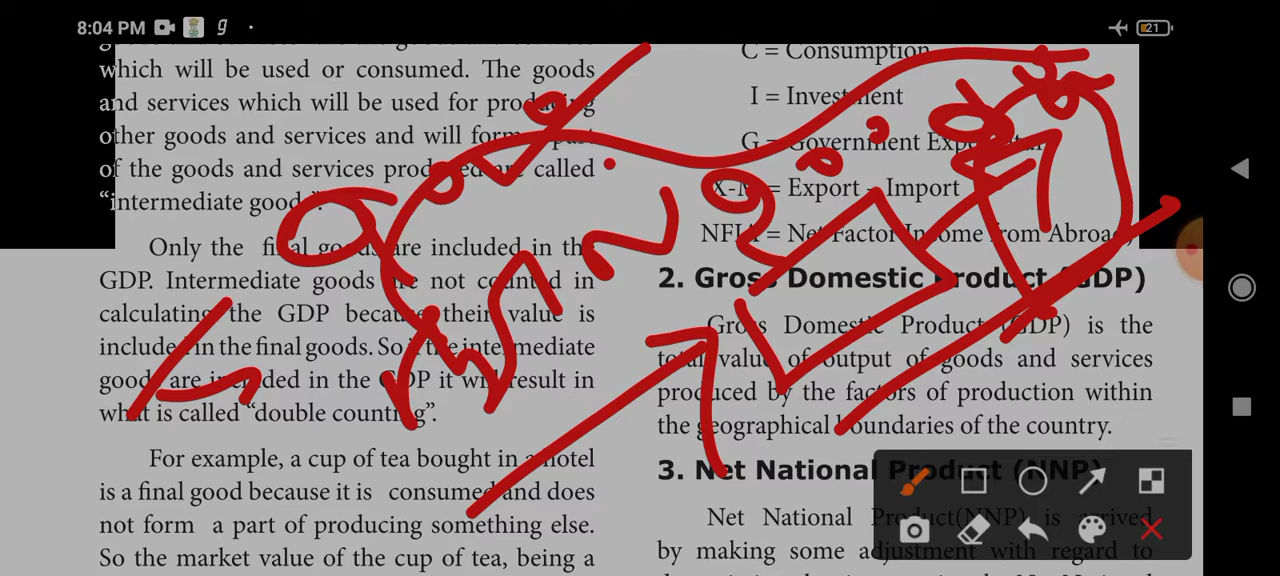 8:04 PM g
21
goods and services are the goods and services
which will be used or consumed. The goods
and services which will be used for producing
other goods and services and will form part
of the goods and services produced are called
“intermediate goods”.
Only the final goods are included in the
GDP. Intermediate goods are not counted in
calculating the GDP because their value is
included in the final goods. So if the intermediate
goods are included in the GDP it will result in
what is called “double counting”.
For example, a cup of tea bought in a hotel
is a final good because it is consumed and does
not form a part of producing something else.
So the market value of the cup of tea, being a
C = Consumption
I = Investment
G = Government Expenditure
X-M = Export – Import
NFIA = Net Factor Income from Abroad,
2. Gross Domestic Product (GDP)
Gross Domestic Product (GDP) is the
total value of output of goods and services
produced by the factors of production within
the geographical boundaries of the country.
3. Net National Product (NNP)
Net National Product(NNP) is arrived
by making some adjustment with regard to